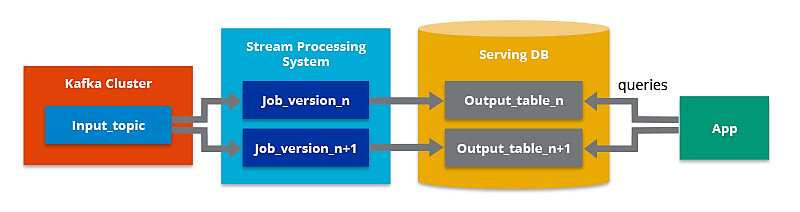 Kafka Cluster
Input_topic
Stream Processing
System
Job_version_n
Job_version_n+1
Serving DB
Output_table_n
Output_table_n+1
queries
App